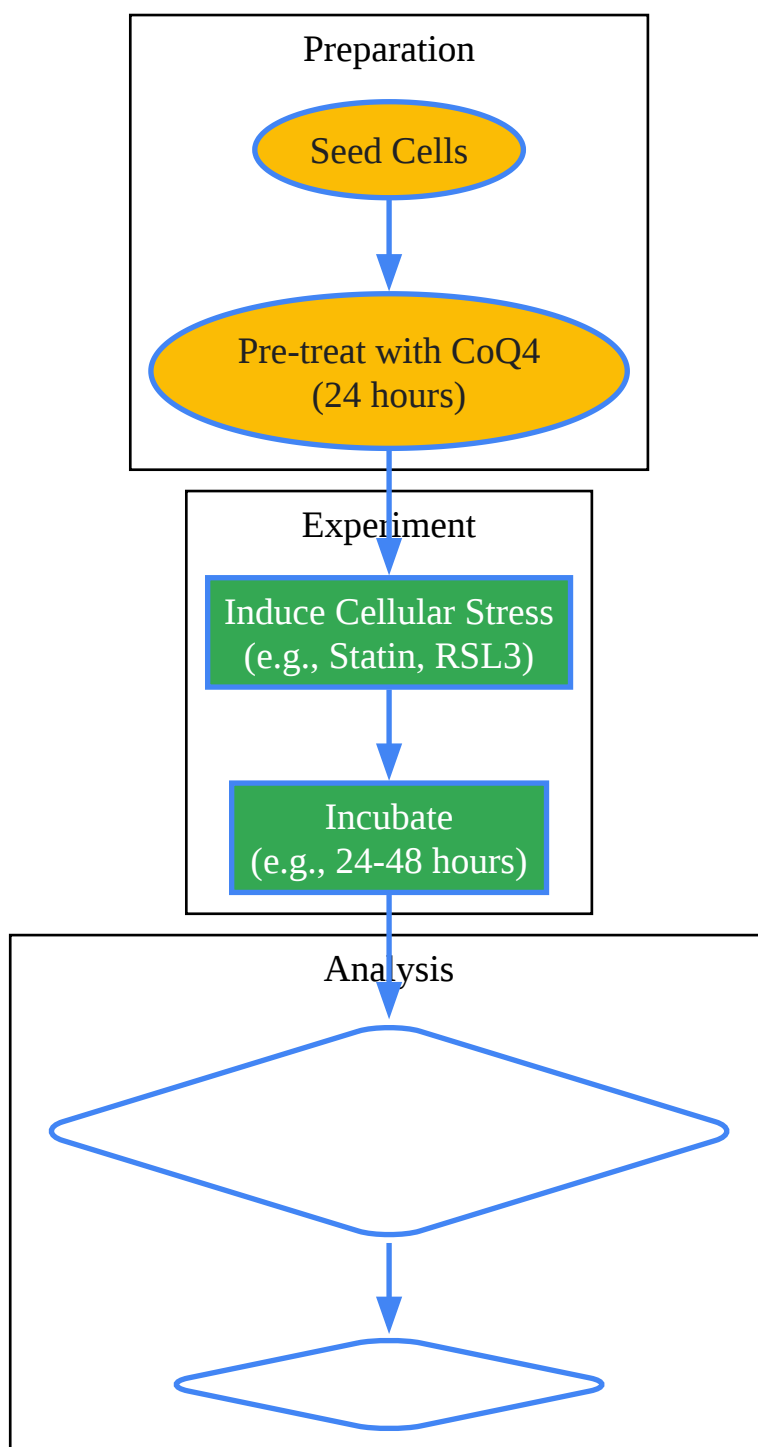 Preparation
Seed Cells
Pre-treat with CoQ4
(24 hours)
Experiment
Induce Cellular Stress
(e.g., Statin, RSL3)
Incubate
(e.g., 24-48 hours)
Analysis